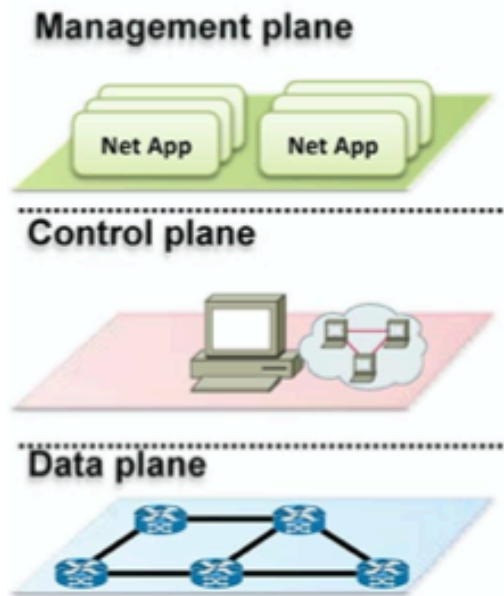 Management plane
Net App
Net App
Control plane
Data plane